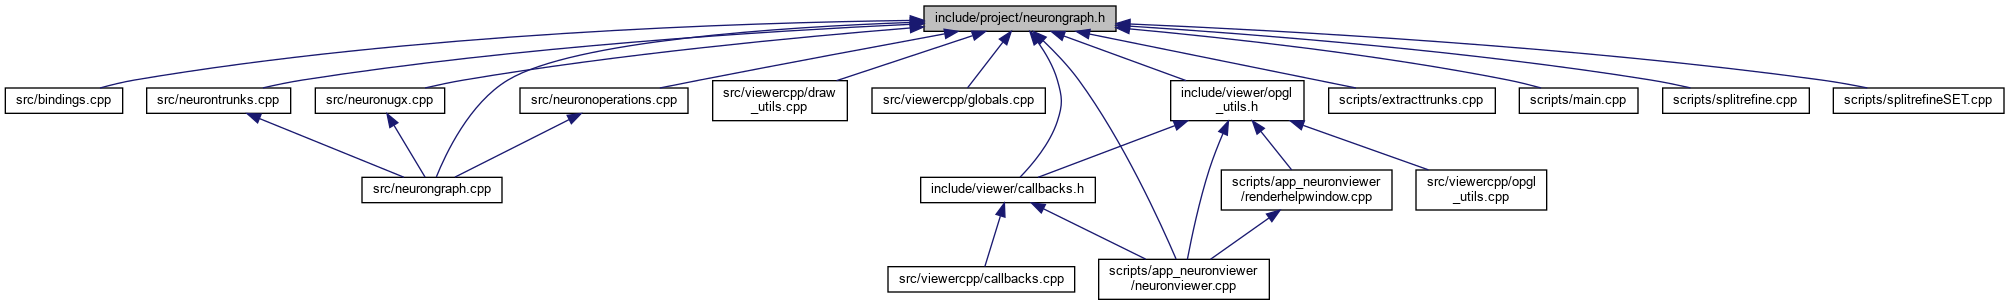 include/project/neurongraph.h
src/bindings.cpp
src/neurontrunks.cpp
src/neuronugx.cpp
src/neuronoperations.cpp
src/viewercpp/draw
_utils.cpp
src/viewercpp/globals.cpp
include/viewer/opgl
_utils.h
scripts/extracttrunks.cpp
scripts/main.cpp
scripts/splitrefine.cpp
scripts/splitrefineSET.cpp
src/neurongraph.cpp
include/viewer/callbacks.h
scripts/app_neuronviewer
/renderhelpwindow.cpp
src/viewercpp/opgl
_utils.cpp
src/viewercpp/callbacks.cpp
scripts/app_neuronviewer
/neuronviewer.cpp